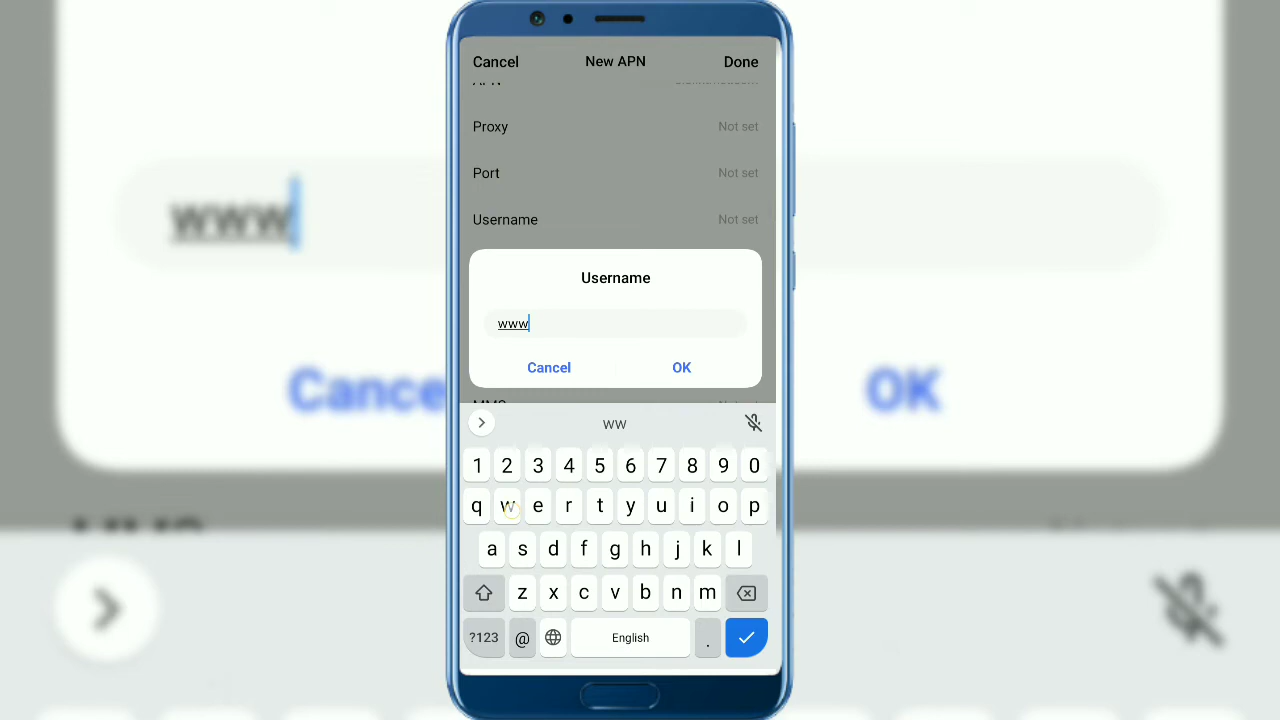 Cancel New APN Done
Proxy Not set
Port Not set
Username Not set
Username
www
Cancel OK
ww
1 2 3 4 5 6 7 8 9 0
q w e r t y u i o p
a s d f g h j k l
z x c v b n m
?123 @ English .
www
Cance OK